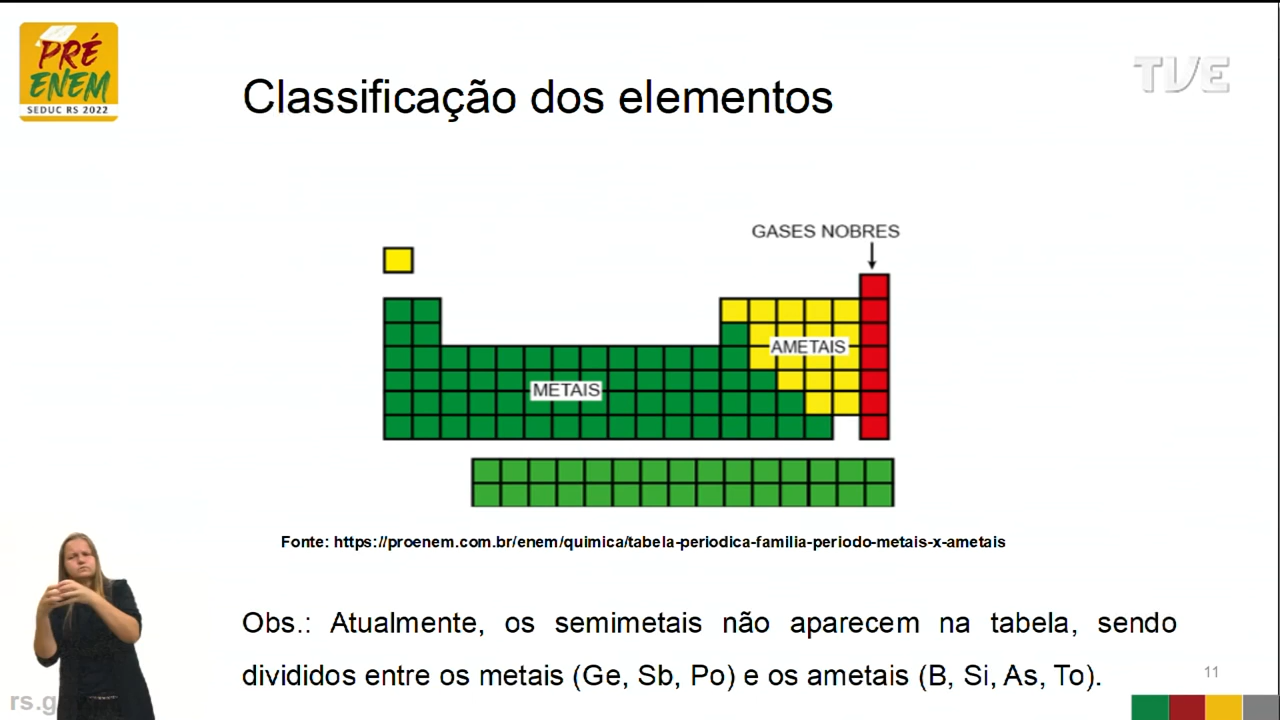 PRÉ
ENEM
SEDUC RS 2022
TVE
Classificação dos elementos
GASES NOBRES
AMETAIS
METAIS
Fonte: https://proenem.com.br/enem/quimica/tabela-periodica-familia-periodo-metais-x-ametais
Obs.: Atualmente, os semimetais não aparecem na tabela, sendo
divididos entre os metais (Ge, Sb, Po) e os ametais (B, Si, As, To).
11